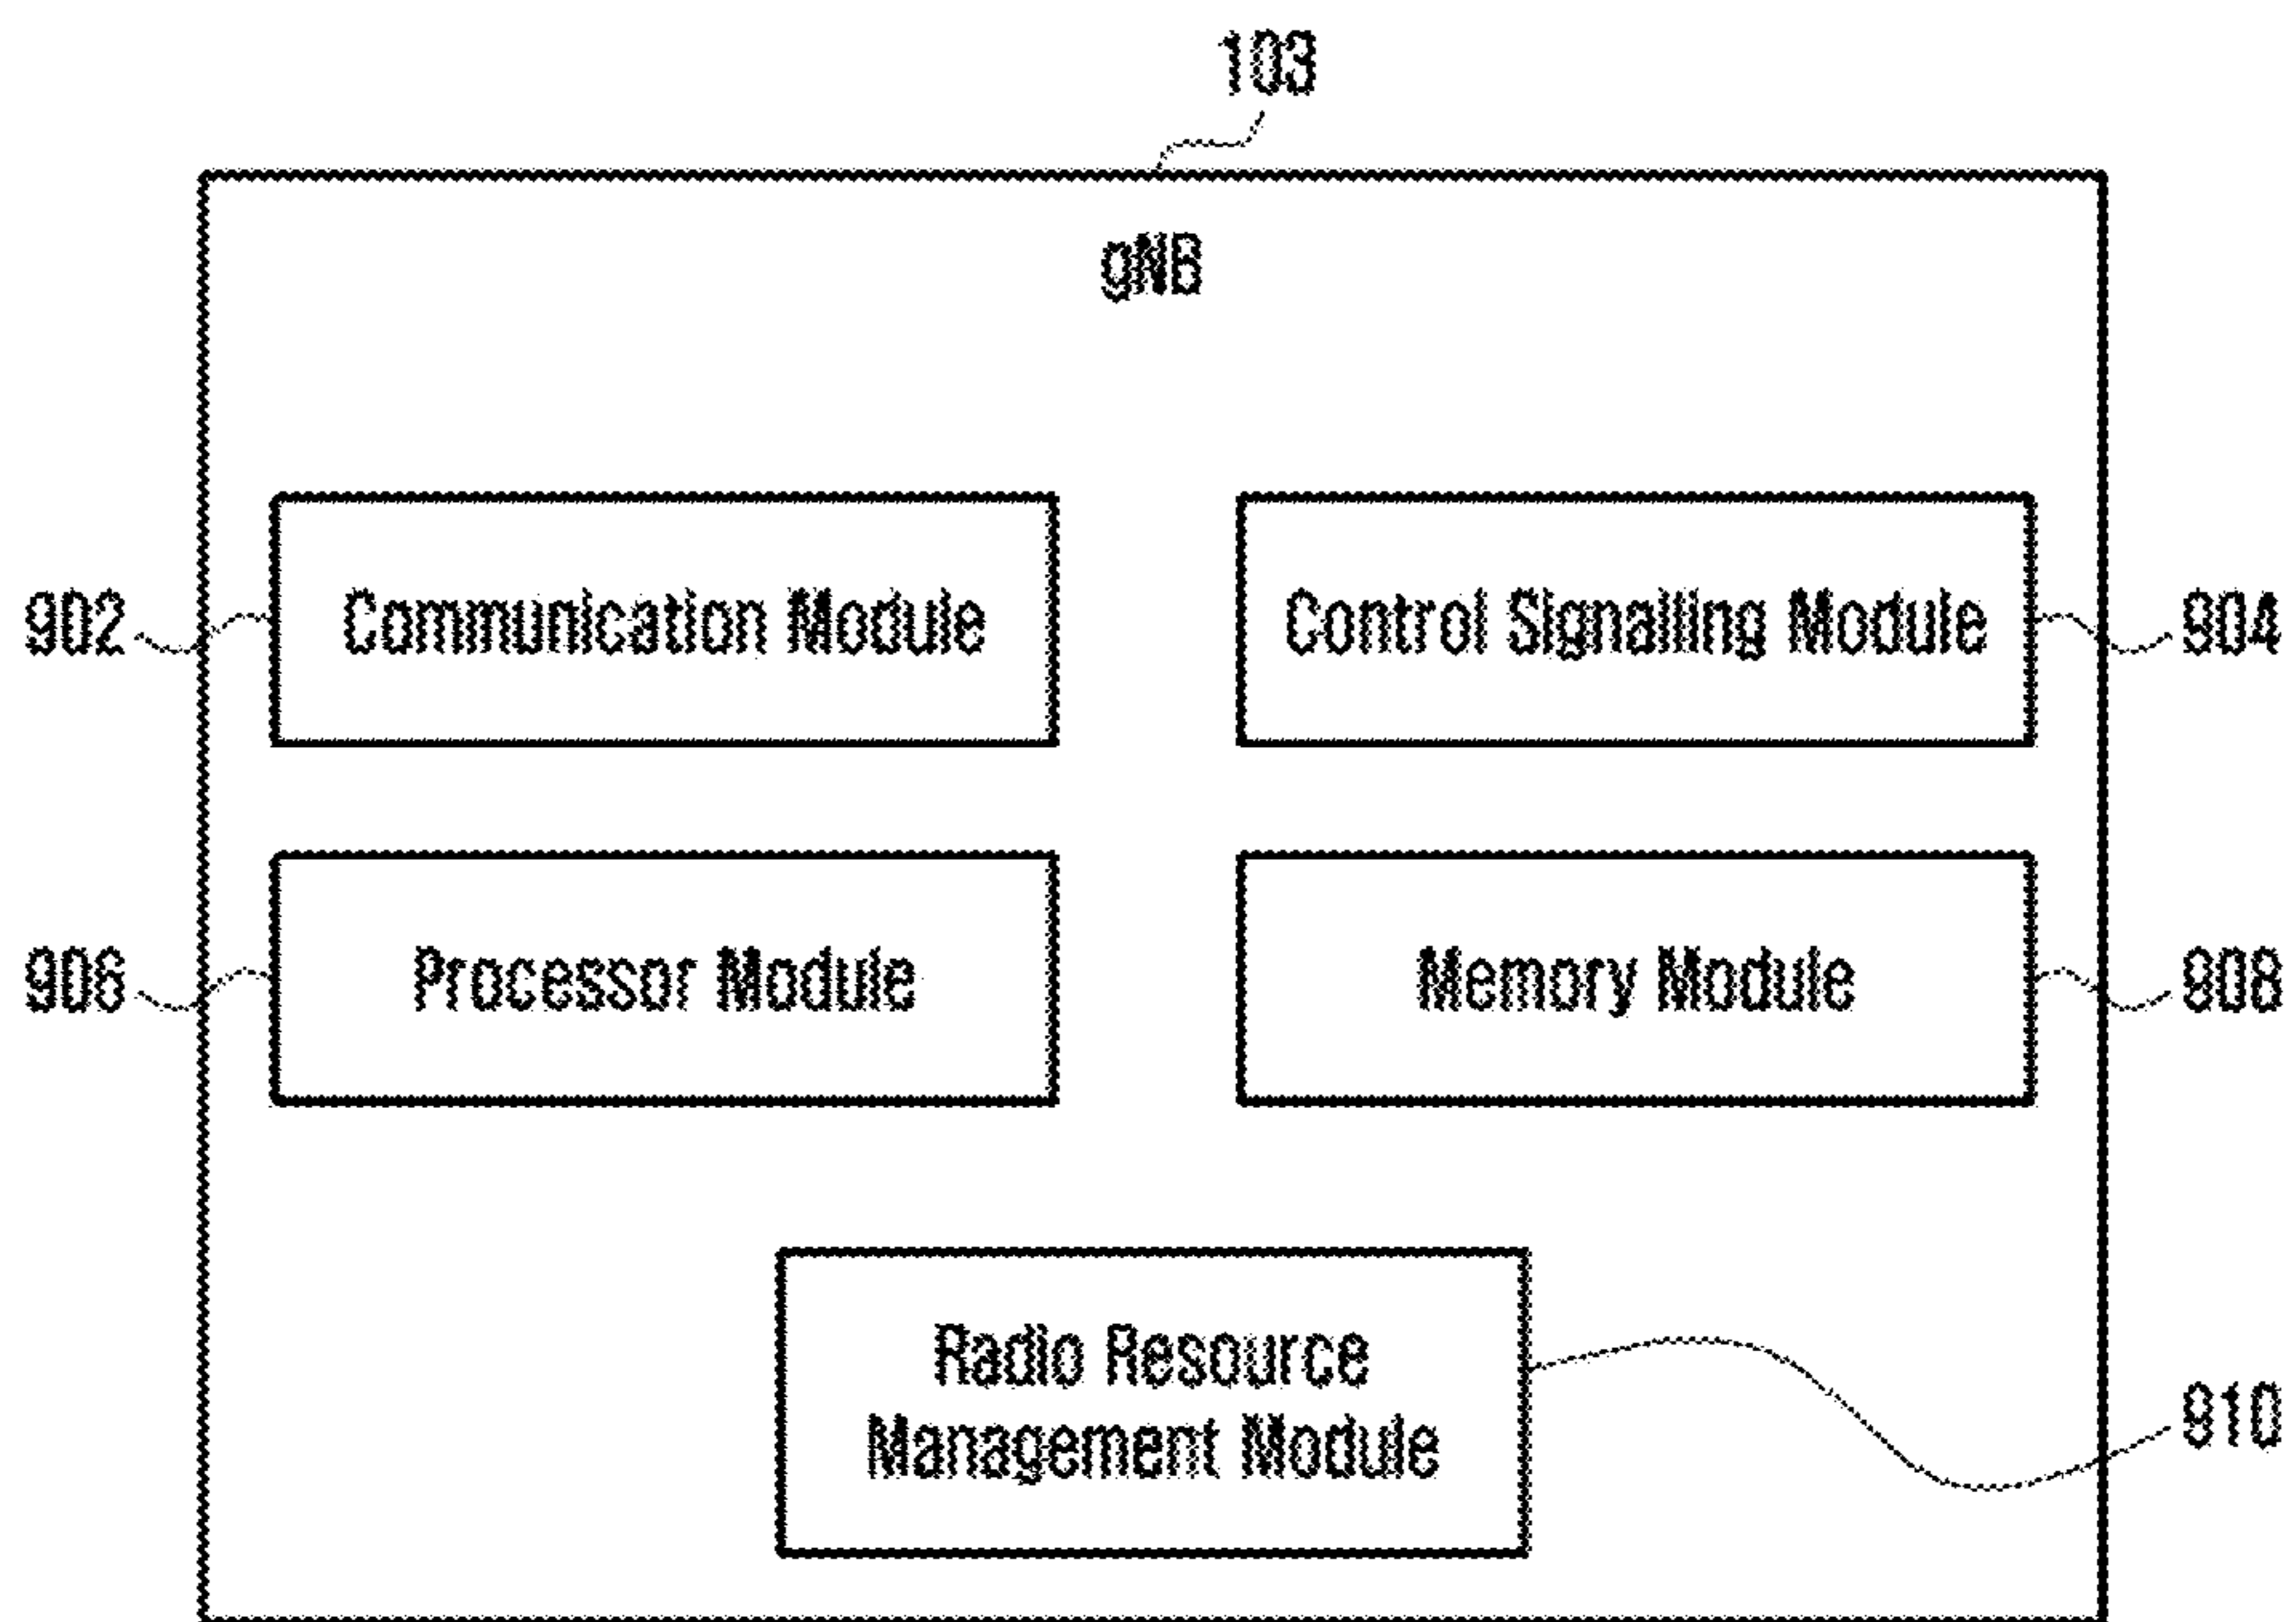 103
gNB
902
Communication Module
Control Signalling Module
904
906
Processor Module
Memory Module
908
Radio Resource
Management Module
910